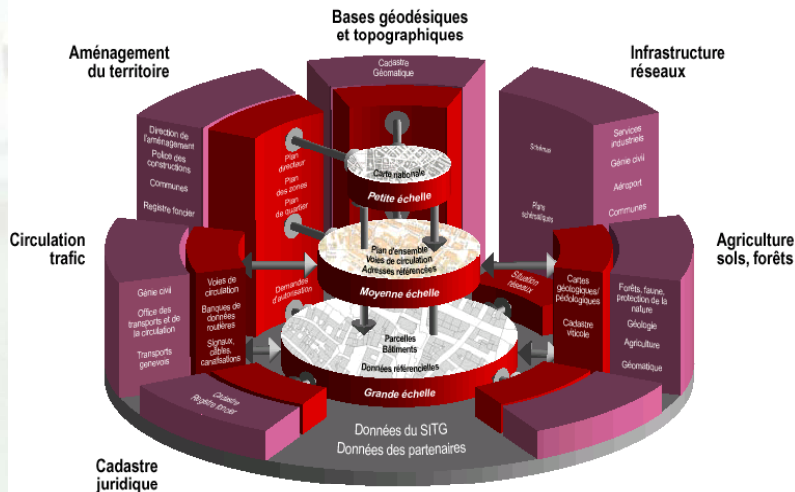 Bases géodésiques
et topographiques
Aménagement
du territoire
Infrastructure
réseaux
Circulation
trafic
Agriculture
sols, forêts
Cadastre
juridique
Cadastre
Géomatique
Direction de
l'aménagement
Police des
constructions
Communes
Registre foncier
Plan
directeur
Plan
des zones
Plan
de quartier
Demandes
d'autorisation
Schémas
Plans
schématiques
Services
industriels
Génie civil
Aéroport
Communes
Situation
réseaux
Génie civil
Office des
transports et de
la circulation
Transports
genevois
Voies de
circulation
Banques de
données
routières
Signaux,
câbles,
canalisations
Cartes
géologiques/
pédologiques
Cadastre
viticole
Forêts, faune,
protection de la
nature
Géologie
Agriculture
Géomatique
Cadastre
Registre foncier
Carte nationale
Petite échelle
Plan d'ensemble
Voies de circulation
Adresses référencées
Moyenne échelle
Parcelles
Bâtiments
Données référencielles
Grande échelle
Données du SITG
Données des partenaires